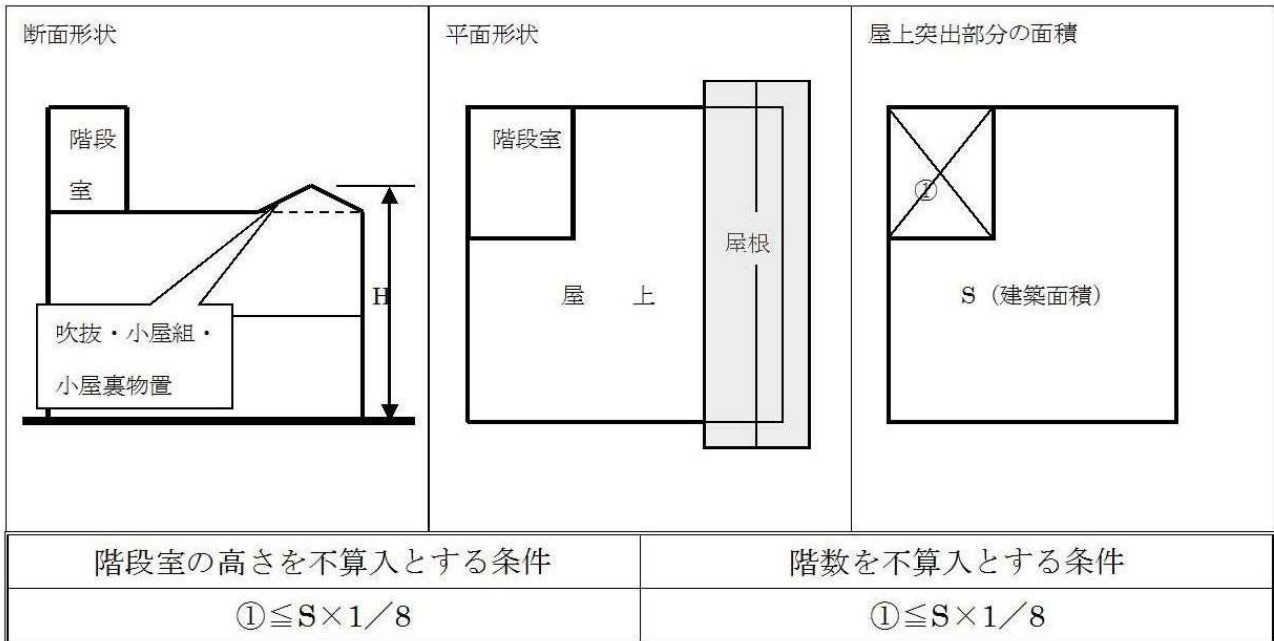 断面形状
階段
室
H
吹抜・小屋組・
小屋裏物置
平面形状
階段室
屋根
屋　上
屋上突出部分の面積
①
S（建築面積）
階段室の高さを不算入とする条件
階数を不算入とする条件
①≦S×1／8
①≦S×1／8